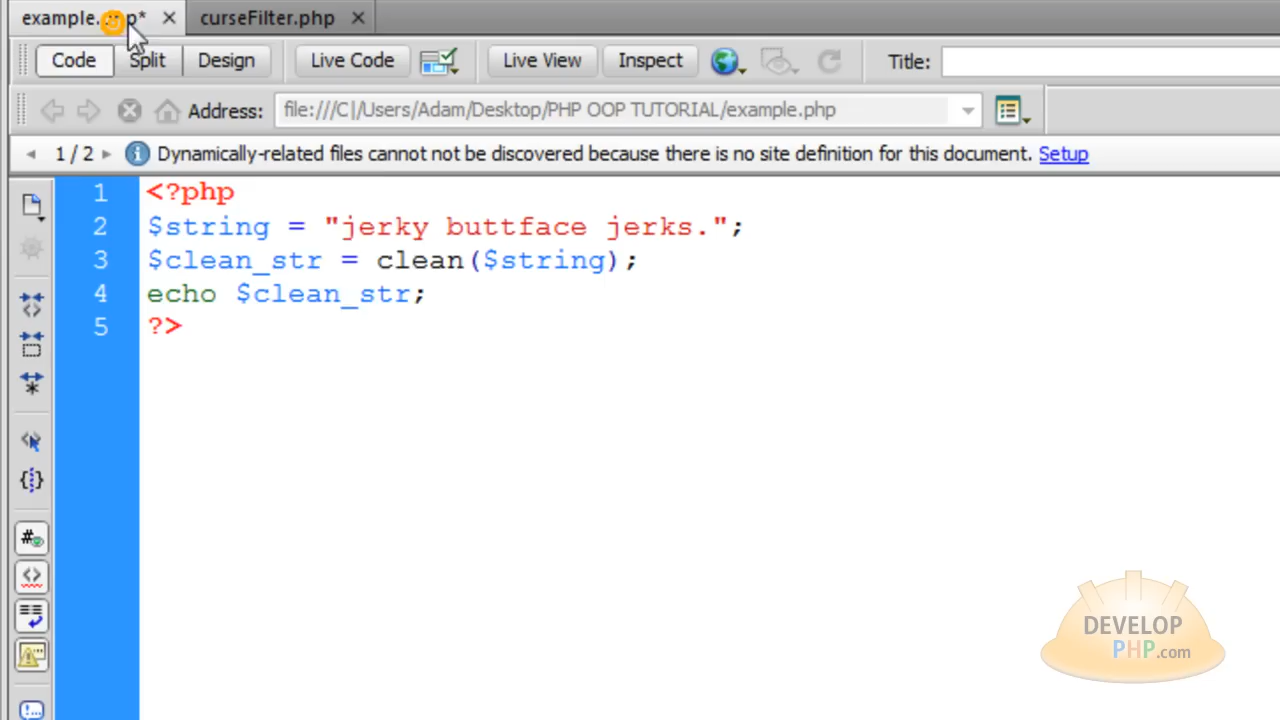 example.php* curseFilter.php
Code Split Design Live Code Live View Inspect Title:
Address: file:///C|/Users/Adam/Desktop/PHP OOP TUTORIAL/example.php
1 / 2 Dynamically-related files cannot not be discovered because there is no site definition for this document. Setup
1 <?php
2 $string = "jerky buttface jerks.";
3 $clean_str = clean($string);
4 echo $clean_str;
5 ?>
DEVELOP
PHP.com